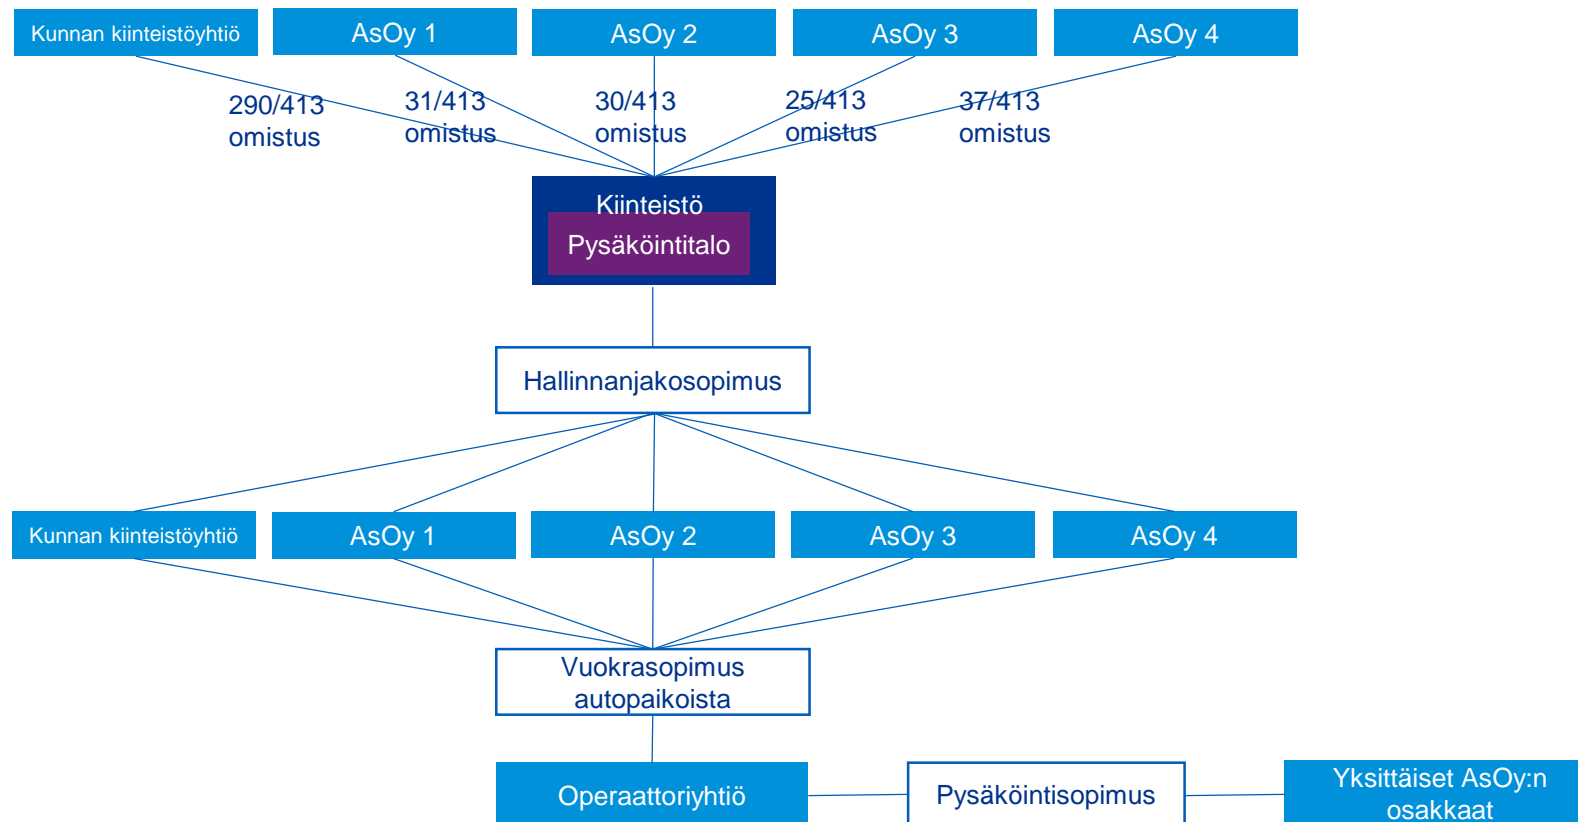 Kunnan kiinteistöyhtiö
AsOy 1
AsOy 2
AsOy 3
AsOy 4
290/413
omistus
31/413
omistus
30/413
omistus
25/413
omistus
37/413
omistus
Kiinteistö
Pysäköintitalo
Hallinnanjakosopimus
Kunnan kiinteistöyhtiö
AsOy 1
AsOy 2
AsOy 3
AsOy 4
Vuokrasopimus
autopaikoista
Operaattoriyhtiö
Pysäköintisopimus
Yksittäiset AsOy:n
osakkaat